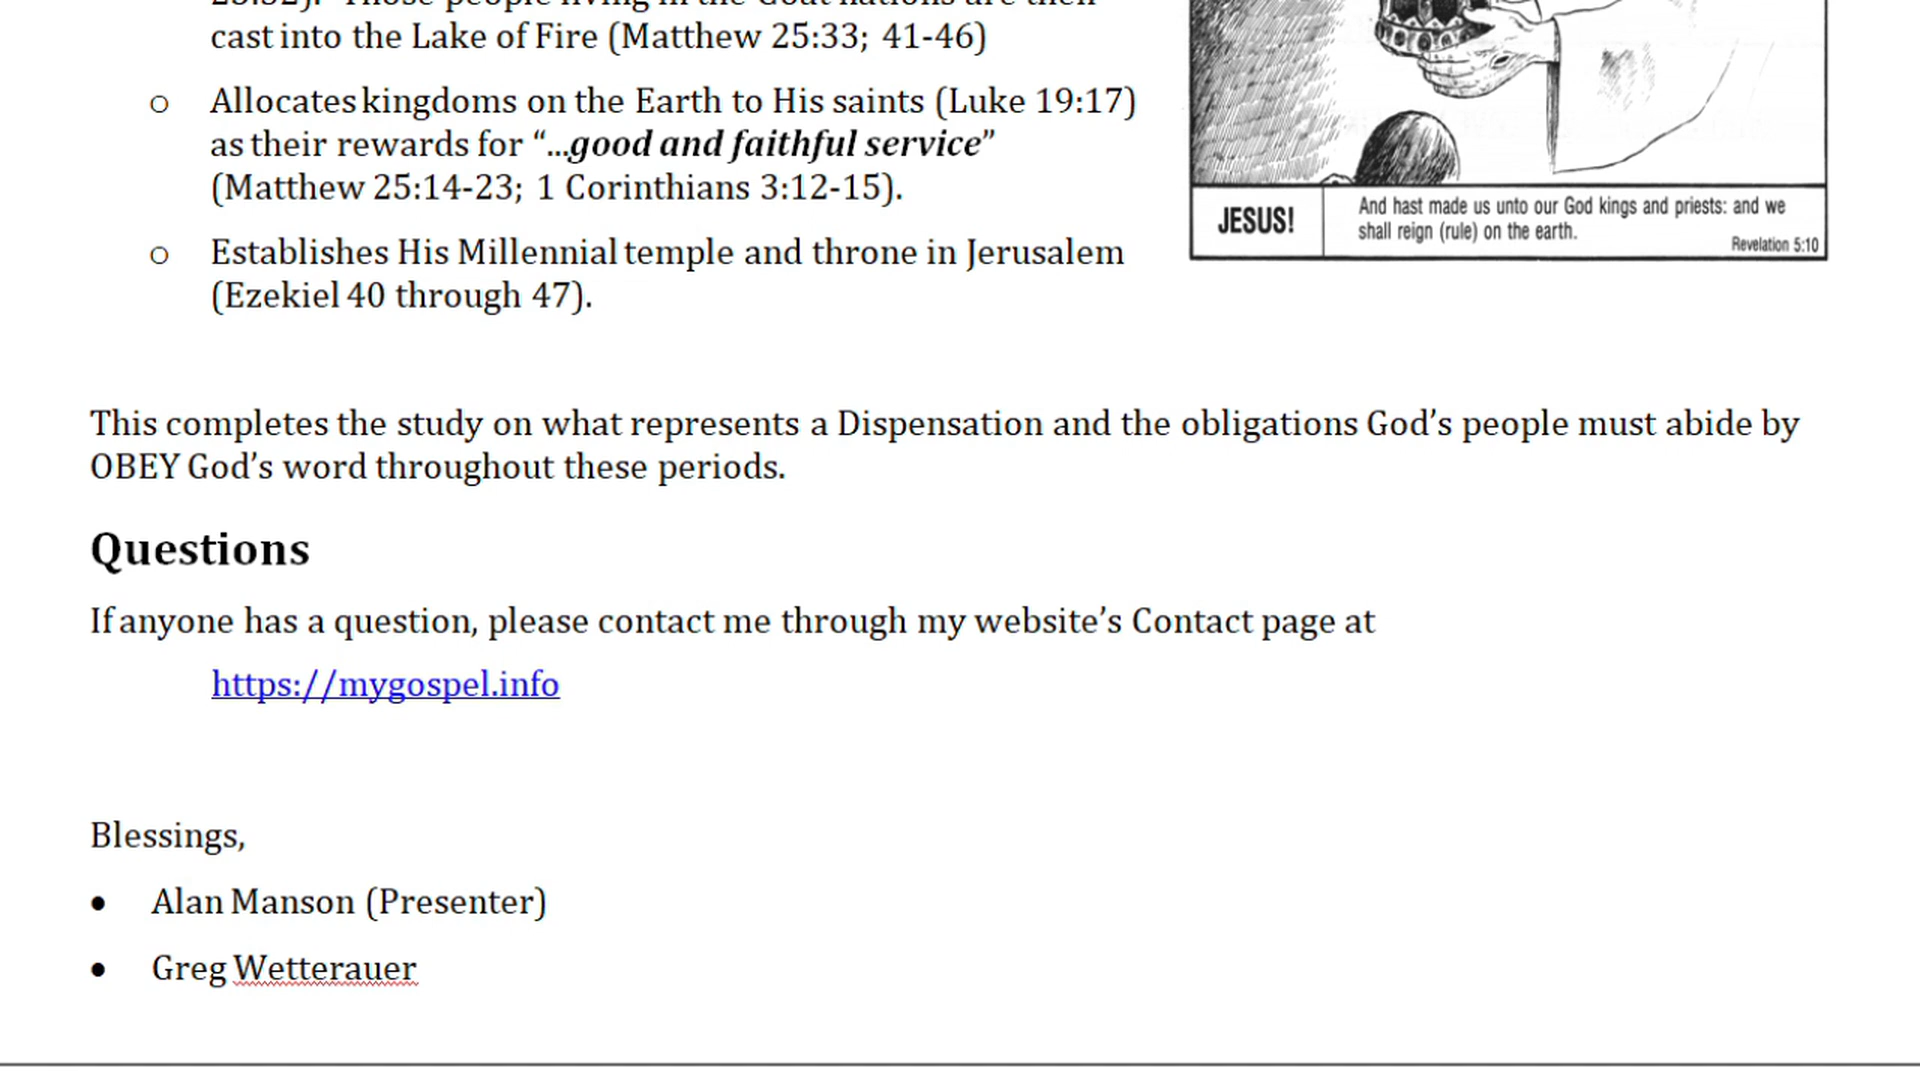 cast into the Lake of Fire (Matthew 25:33; 41-46)
o Allocates kingdoms on the Earth to His saints (Luke 19:17)
as their rewards for “...good and faithful service”
(Matthew 25:14-23; 1 Corinthians 3:12-15).
o Establishes His Millennial temple and throne in Jerusalem
(Ezekiel 40 through 47).
JESUS!
And hast made us unto our God kings and priests: and we
shall reign (rule) on the earth.
Revelation 5:10
This completes the study on what represents a Dispensation and the obligations God’s people must abide by
OBEY God’s word throughout these periods.
Questions
If anyone has a question, please contact me through my website’s Contact page at
https://mygospel.info
Blessings,
• Alan Manson (Presenter)
• Greg Wetterauer